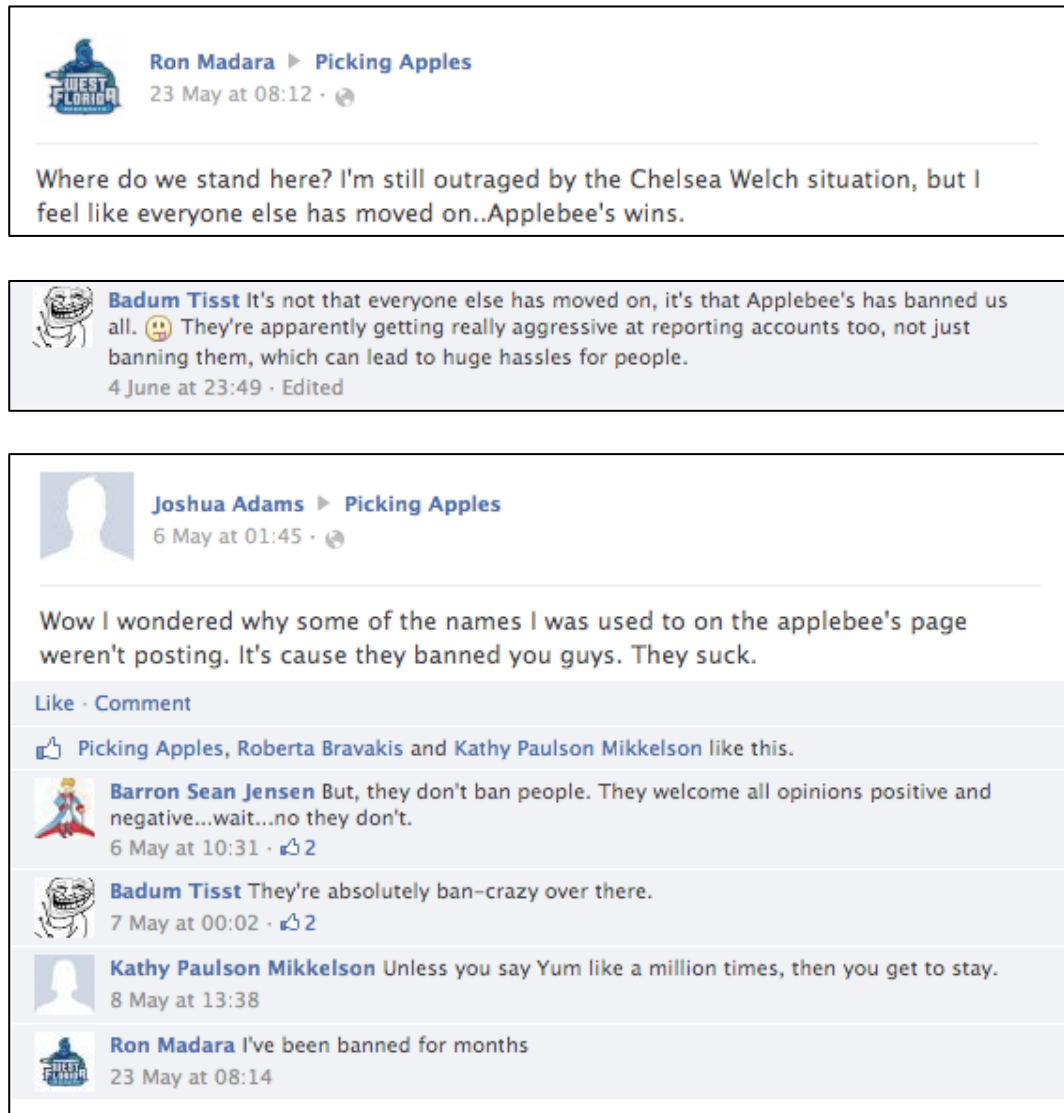 WEST
FLORIDA
Ron Madara ▶ Picking Apples
23 May at 08:12 ·
Where do we stand here? I'm still outraged by the Chelsea Welch situation, but I
feel like everyone else has moved on..Applebee's wins.
Badum Tisst It's not that everyone else has moved on, it's that Applebee's has banned us
all. 😛 They're apparently getting really aggressive at reporting accounts too, not just
banning them, which can lead to huge hassles for people.
4 June at 23:49 · Edited
Joshua Adams ▶ Picking Apples
6 May at 01:45 ·
Wow I wondered why some of the names I was used to on the applebee's page
weren't posting. It's cause they banned you guys. They suck.
Like · Comment
Picking Apples, Roberta Bravakis and Kathy Paulson Mikkelson like this.
Barron Sean Jensen But, they don't ban people. They welcome all opinions positive and
negative...wait...no they don't.
6 May at 10:31 · 2
Badum Tisst They're absolutely ban-crazy over there.
7 May at 00:02 · 2
Kathy Paulson Mikkelson Unless you say Yum like a million times, then you get to stay.
8 May at 13:38
WEST
FLORIDA
Ron Madara I've been banned for months
23 May at 08:14